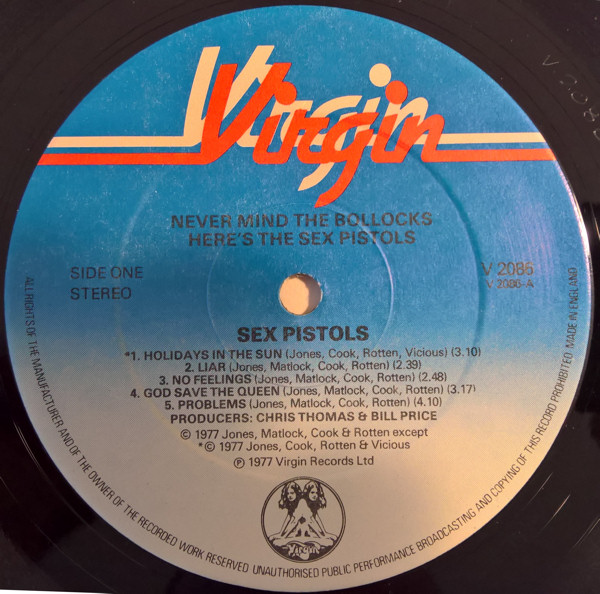 Virgin
NEVER MIND THE BOLLOCKS
HERE'S THE SEX PISTOLS
SIDE ONE
STEREO
V 2086
V 2086-A
SEX PISTOLS
*1. HOLIDAYS IN THE SUN (Jones, Cook, Rotten, Vicious) (3.10)
2. LIAR (Jones, Matlock, Cook, Rotten) (2.39)
3. NO FEELINGS (Jones, Matlock, Cook, Rotten) (2.48)
4. GOD SAVE THE QUEEN (Jones, Matlock, Cook, Rotten) (3.17)
5. PROBLEMS (Jones, Matlock, Cook, Rotten) (4.10)
PRODUCERS: CHRIS THOMAS & BILL PRICE
© 1977 Jones, Matlock, Cook & Rotten except
*© 1977 Jones, Cook, Rotten & Vicious
℗ 1977 Virgin Records Ltd
Virgin
ALL RIGHTS OF THE MANUFACTURER AND OF THE OWNER OF THE RECORDED WORK RESERVED UNAUTHORISED PUBLIC PERFORMANCE BROADCASTING AND COPYING OF THIS RECORD PROHIBITED MADE IN ENGLAND